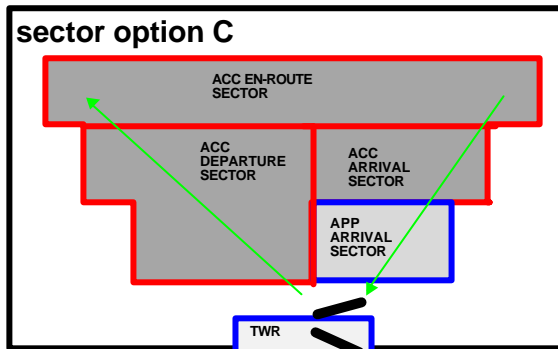 sector option C
ACC EN-ROUTE
SECTOR
ACC
DEPARTURE
SECTOR
ACC
ARRIVAL
SECTOR
APP
ARRIVAL
SECTOR
TWR